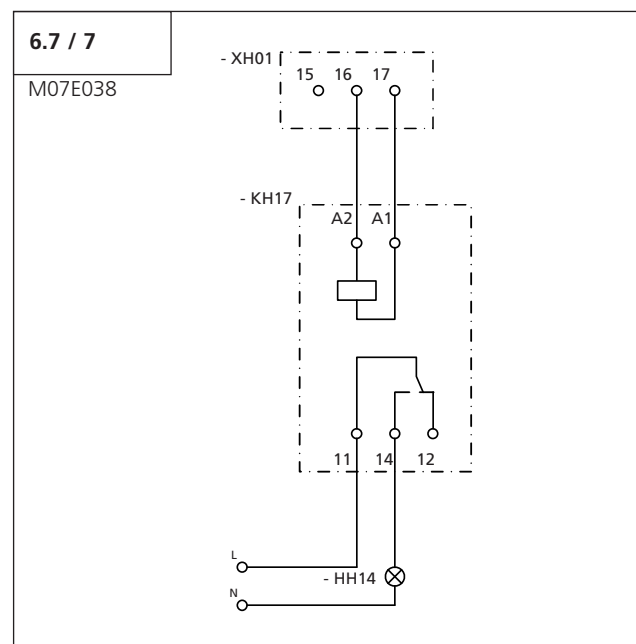 6.7 / 7
M07E038
- XH01
15 16 17
- KH17
A2 A1
11 14 12
L
- HH14
N